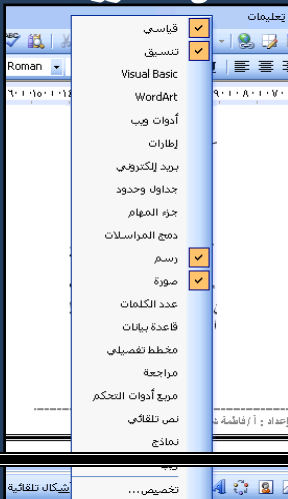 تعليمات
قياسي
تنسيق
Roman
Visual Basic
WordArt
أدوات ويب
إطارات
بريد إلكتروني
جداول وحدود
جزء المهام
دمج المراسلات
رسم
صورة
عدد الكلمات
قاعدة بيانات
مخطط تفصيلي
مراجعة
مربع أدوات التحكم
نص تلقائي
إعداد : أ / فاطمة
نماذج
تخصيص...
أشكال تلقائية